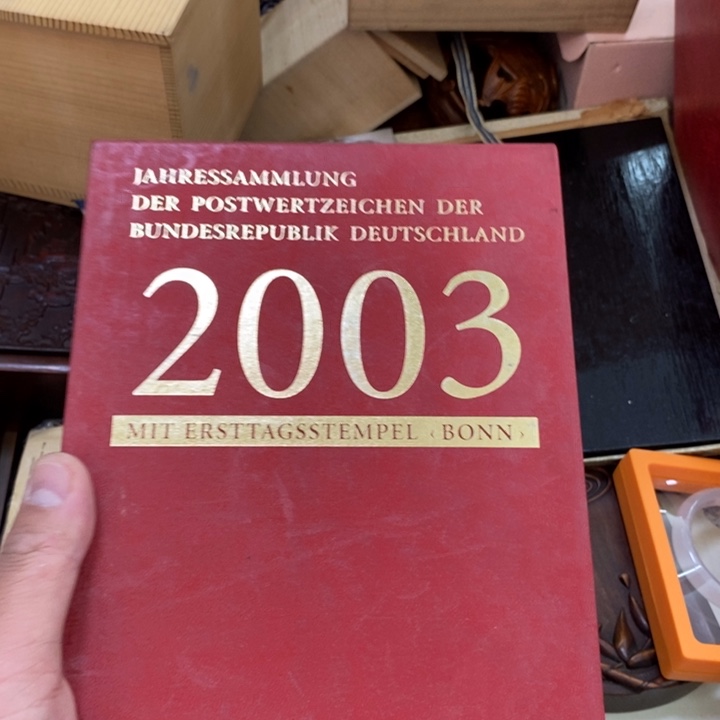 JAHRESSAMMLUNG
DER POSTWERTZEICHEN DER
BUNDESREPUBLIK DEUTSCHLAND
2003
MIT ERSTTAGSSTEMPEL ‹BONN›